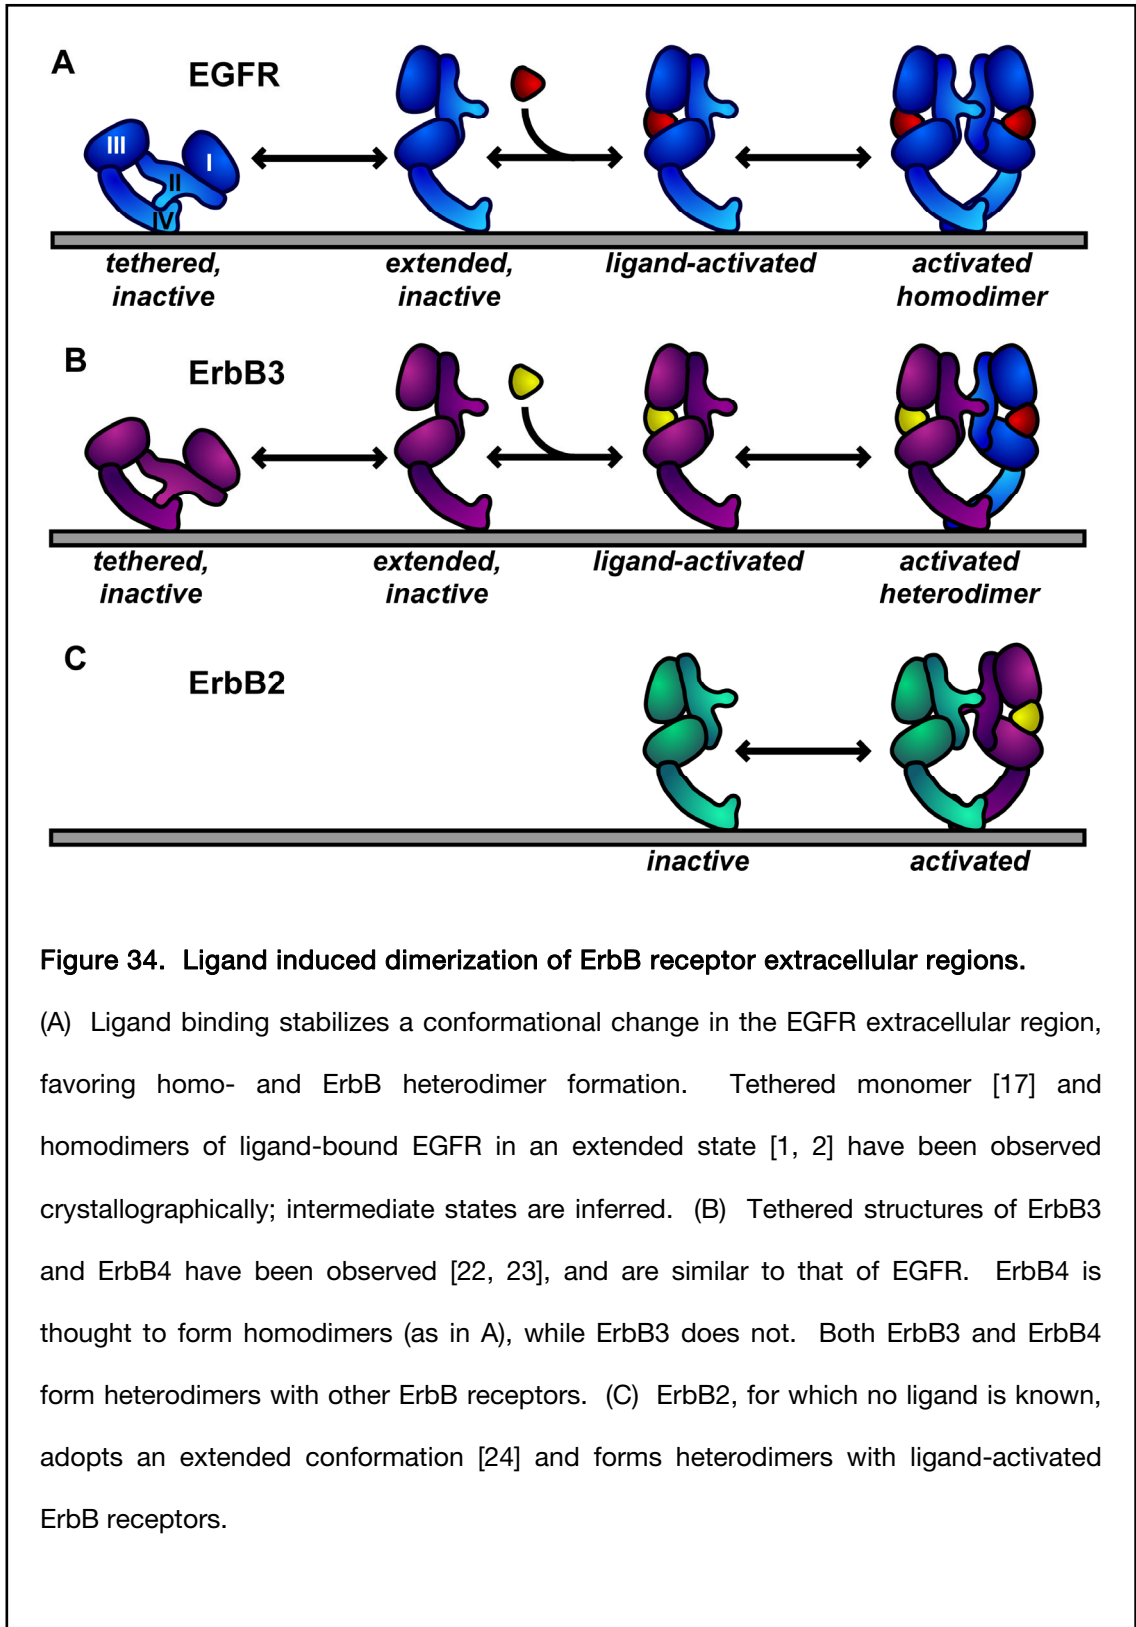 A
EGFR
III
I
II
IV
tethered,
inactive
extended,
inactive
ligand-activated
activated
homodimer
B
ErbB3
tethered,
inactive
extended,
inactive
ligand-activated
activated
heterodimer
C
ErbB2
inactive
activated
Figure 34. Ligand induced dimerization of ErbB receptor extracellular regions.
(A) Ligand binding stabilizes a conformational change in the EGFR extracellular region,
favoring homo- and ErbB heterodimer formation. Tethered monomer [17] and
homodimers of ligand-bound EGFR in an extended state [1, 2] have been observed
crystallographically; intermediate states are inferred. (B) Tethered structures of ErbB3
and ErbB4 have been observed [22, 23], and are similar to that of EGFR. ErbB4 is
thought to form homodimers (as in A), while ErbB3 does not. Both ErbB3 and ErbB4
form heterodimers with other ErbB receptors. (C) ErbB2, for which no ligand is known,
adopts an extended conformation [24] and forms heterodimers with ligand-activated
ErbB receptors.